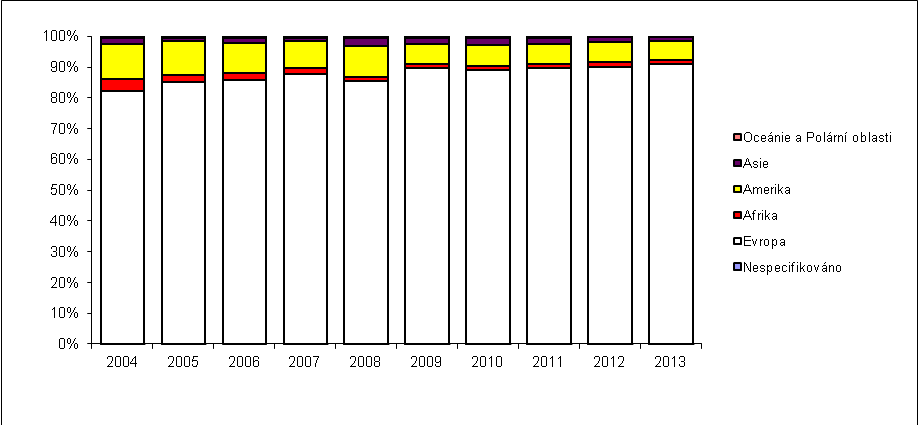 100%
90%
80%
70%
60%
50%
40%
30%
20%
10%
0%
2004 2005 2006 2007 2008 2009 2010 2011 2012 2013
Oceánie a Polární oblasti
Asie
Amerika
Afrika
Evropa
Nespecifikováno